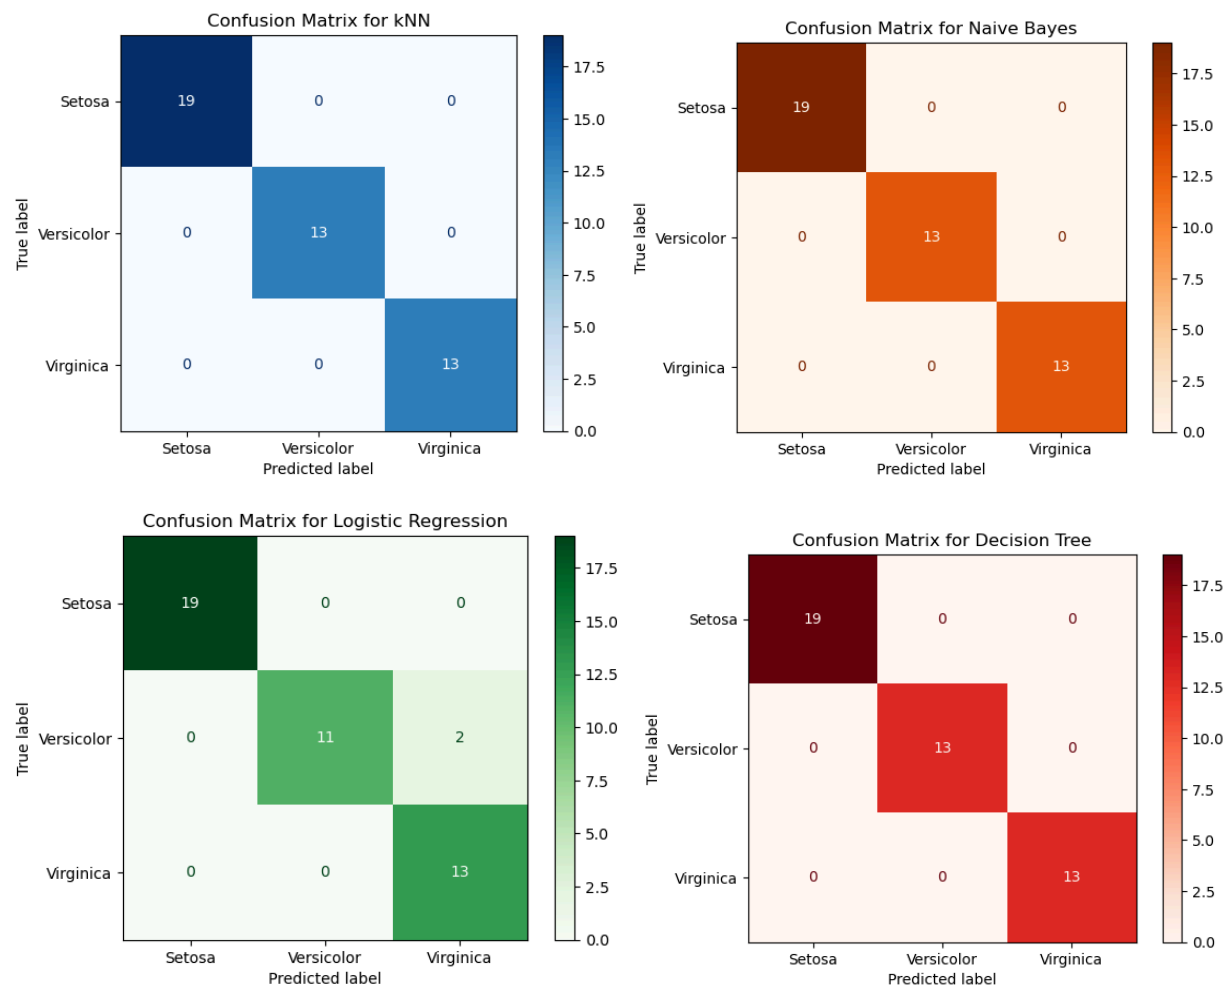 Confusion Matrix for kNN
Setosa
19 0 0
Versicolor
0 13 0
Virginica
0 0 13
True label
Setosa Versicolor Virginica
Predicted label
17.5
15.0
12.5
10.0
7.5
5.0
2.5
0.0
Confusion Matrix for Naive Bayes
Setosa
19 0 0
Versicolor
0 13 0
Virginica
0 0 13
True label
Setosa Versicolor Virginica
Predicted label
17.5
15.0
12.5
10.0
7.5
5.0
2.5
0.0
Confusion Matrix for Logistic Regression
Setosa
19 0 0
Versicolor
0 11 2
Virginica
0 0 13
True label
Setosa Versicolor Virginica
Predicted label
17.5
15.0
12.5
10.0
7.5
5.0
2.5
0.0
Confusion Matrix for Decision Tree
Setosa
19 0 0
Versicolor
0 13 0
Virginica
0 0 13
True label
Setosa Versicolor Virginica
Predicted label
17.5
15.0
12.5
10.0
7.5
5.0
2.5
0.0